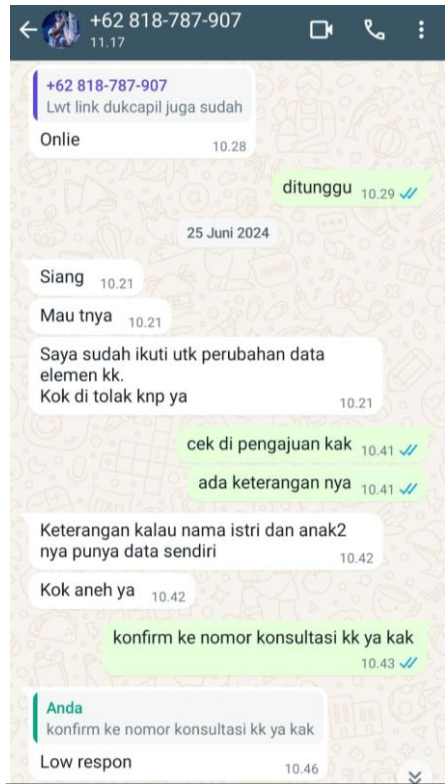 +62 818-787-907
11.17
+62 818-787-907
Lwt link dukcapil juga sudah
Onlie
10.28
ditunggu 10.29
25 Juni 2024
Siang 10.21
Mau tnya 10.21
Saya sudah ikuti utk perubahan data
elemen kk.
Kok di tolak knp ya
10.21
cek di pengajuan kak 10.41
ada keterangan nya 10.41
Keterangan kalau nama istri dan anak2
nya punya data sendiri
10.42
Kok aneh ya 10.42
konfirm ke nomor konsultasi kk ya kak
10.43
Anda
konfirm ke nomor konsultasi kk ya kak
Low respon
10.46